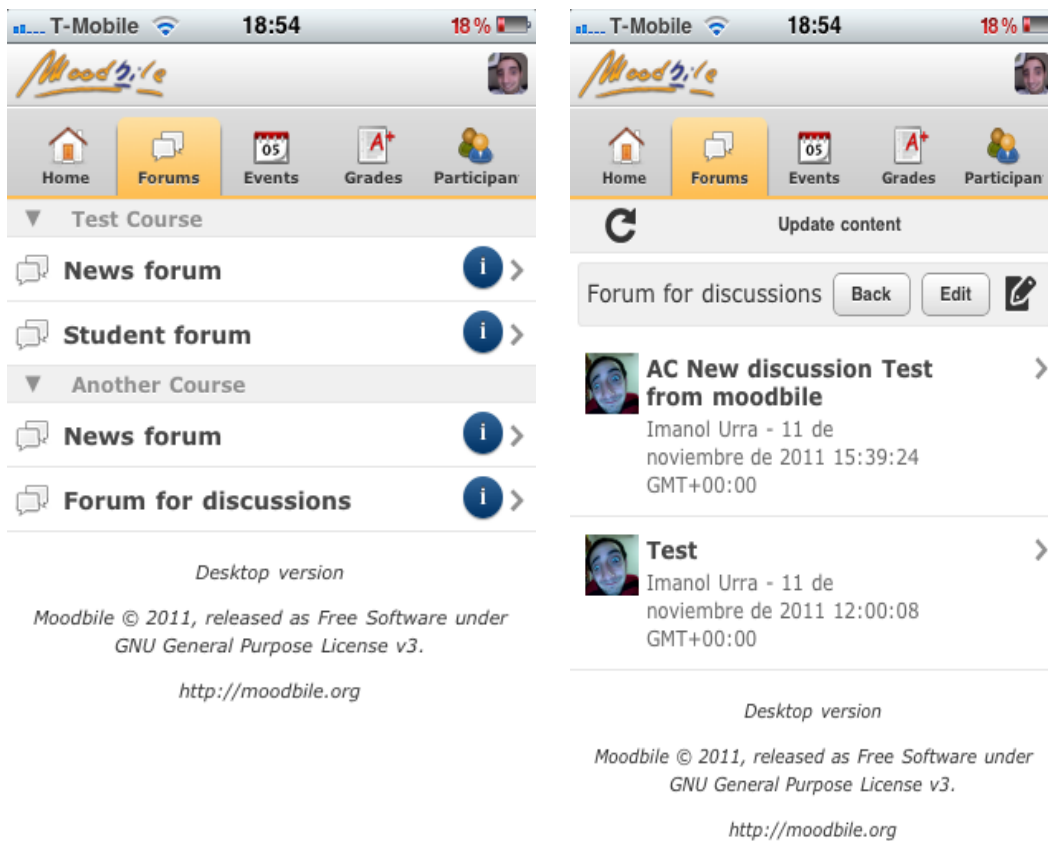 T-Mobile 18:54 18%
Moodbile
05
A+
Home Forums Events Grades Participan
Test Course
News forum i
Student forum i
Another Course
News forum i
Forum for discussions i
Desktop version
Moodbile © 2011, released as Free Software under
GNU General Purpose License v3.
http://moodbile.org
T-Mobile 18:54 18%
Moodbile
05
A+
Home Forums Events Grades Participan
Update content
Forum for discussions Back Edit
AC New discussion Test
from moodbile
Imanol Urra - 11 de
noviembre de 2011 15:39:24
GMT+00:00
Test
Imanol Urra - 11 de
noviembre de 2011 12:00:08
GMT+00:00
Desktop version
Moodbile © 2011, released as Free Software under
GNU General Purpose License v3.
http://moodbile.org